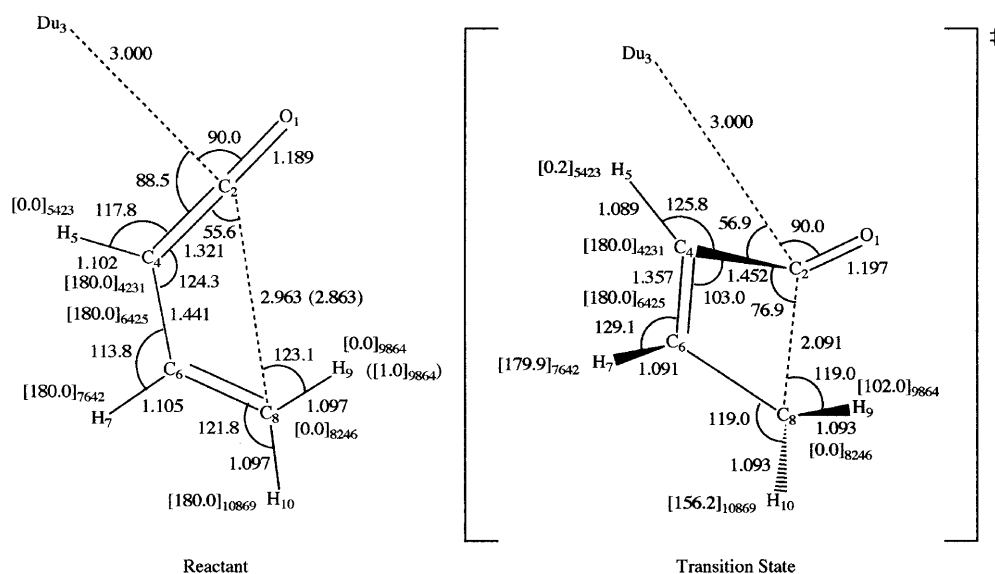 Du₃
3.000
90.0
O₁
1.189
88.5
C₂
[0.0]₅₄₂₃
117.8
H₅
55.6
1.321
C₄
1.102
124.3
[180.0]₄₂₃₁
2.963 (2.863)
[180.0]₆₄₂₅
1.441
113.8
123.1
[0.0]₉₈₆₄
H₉
([1.0]₉₈₆₄)
C₆
[180.0]₇₆₄₂
1.105
1.097
H₇
C₈
[0.0]₈₂₄₆
121.8
1.097
[180.0]₁₀₈₆₉
H₁₀
Reactant
‡
Du₃
3.000
[0.2]₅₄₂₃
H₅
125.8
1.089
56.9
90.0
O₁
C₄
[180.0]₄₂₃₁
1.452
C₂
1.197
1.357
103.0
76.9
[180.0]₆₄₂₅
129.1
2.091
C₆
[179.9]₇₆₄₂
H₇
1.091
119.0
[102.0]₉₈₆₄
119.0
C₈
H₉
1.093
[0.0]₈₂₄₆
1.093
[156.2]₁₀₈₆₉
H₁₀
Transition State